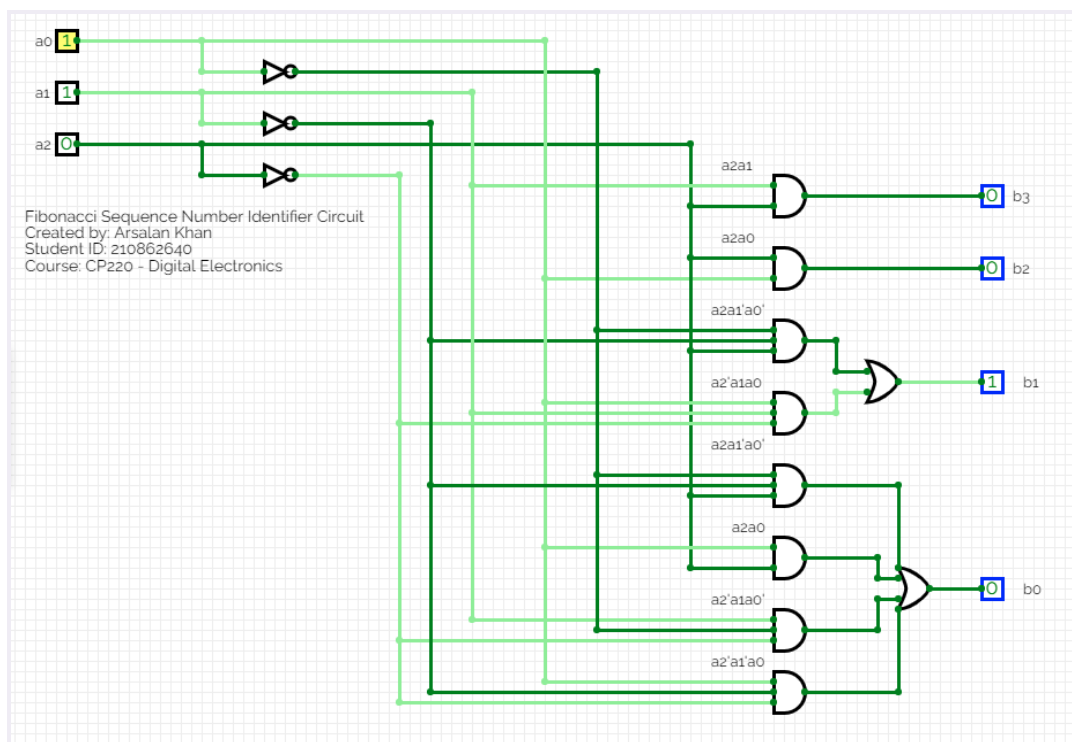 a0 1
a1 1
a2 0
Fibonacci Sequence Number Identifier Circuit
Created by: Arsalan Khan
Student ID: 210862640
Course: CP220 - Digital Electronics
a2a1
0 b3
a2a0
0 b2
a2a1'a0'
1 b1
a2'a1a0
a2a1'a0'
a2a0
0 b0
a2'a1a0'
a2'a1'a0